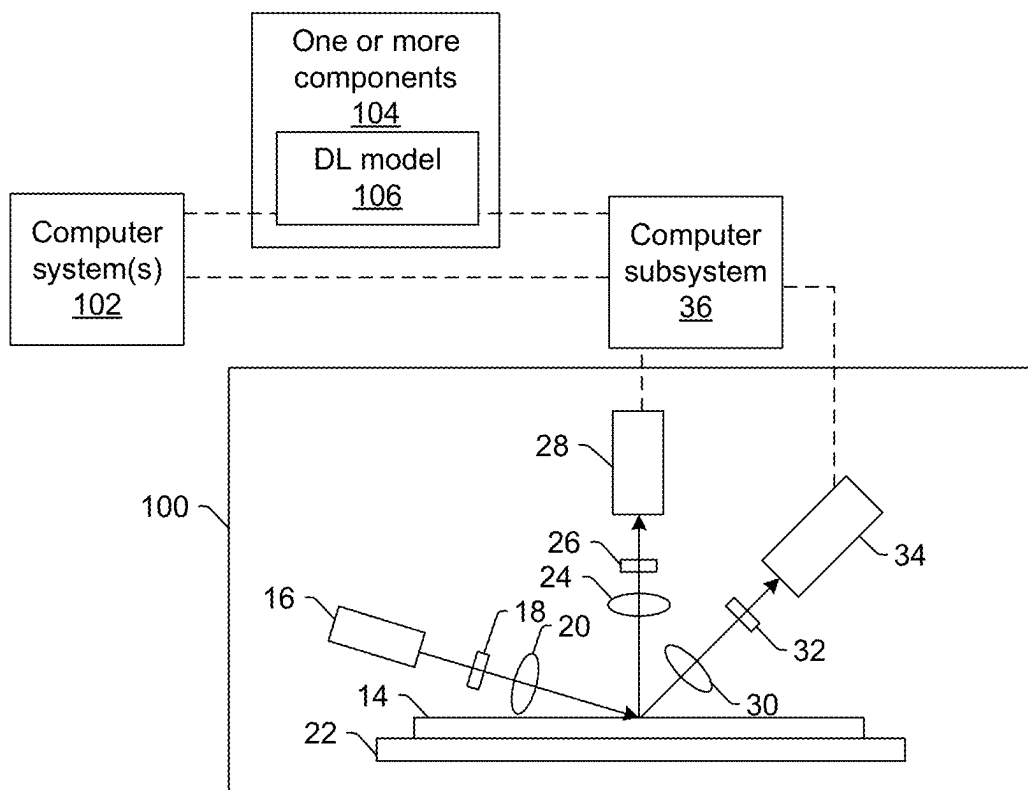 One or more
components
104
DL model
106
Computer
system(s)
102
Computer
subsystem
36
28
100
26
34
24
16
18
20
32
30
14
22